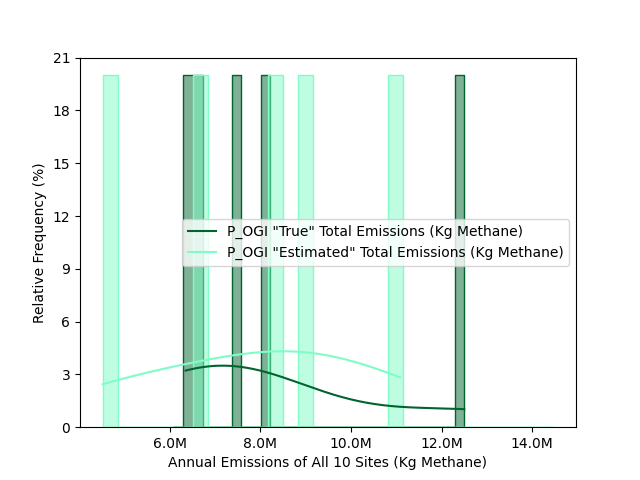 21
18
15
12
9
6
3
0
Relative Frequency (%)
P_OGI "True" Total Emissions (Kg Methane)
P_OGI "Estimated" Total Emissions (Kg Methane)
6.0M 8.0M 10.0M 12.0M 14.0M
Annual Emissions of All 10 Sites (Kg Methane)